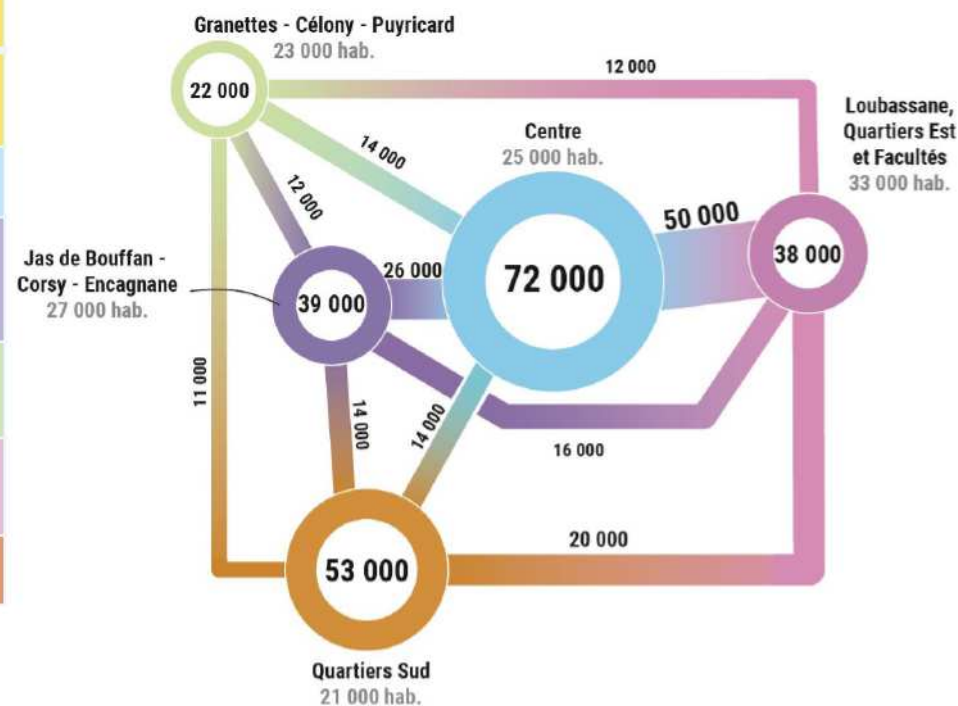 Granettes - Célony - Puyricard
23 000 hab.
22 000
12 000
Loubassane,
Quartiers Est
et Facultés
33 000 hab.
Centre
25 000 hab.
14 000
12 000
50 000
38 000
72 000
Jas de Bouffan -
Corsy - Encagnane
27 000 hab.
26 000
39 000
11 000
14 000
14 000
16 000
20 000
53 000
Quartiers Sud
21 000 hab.